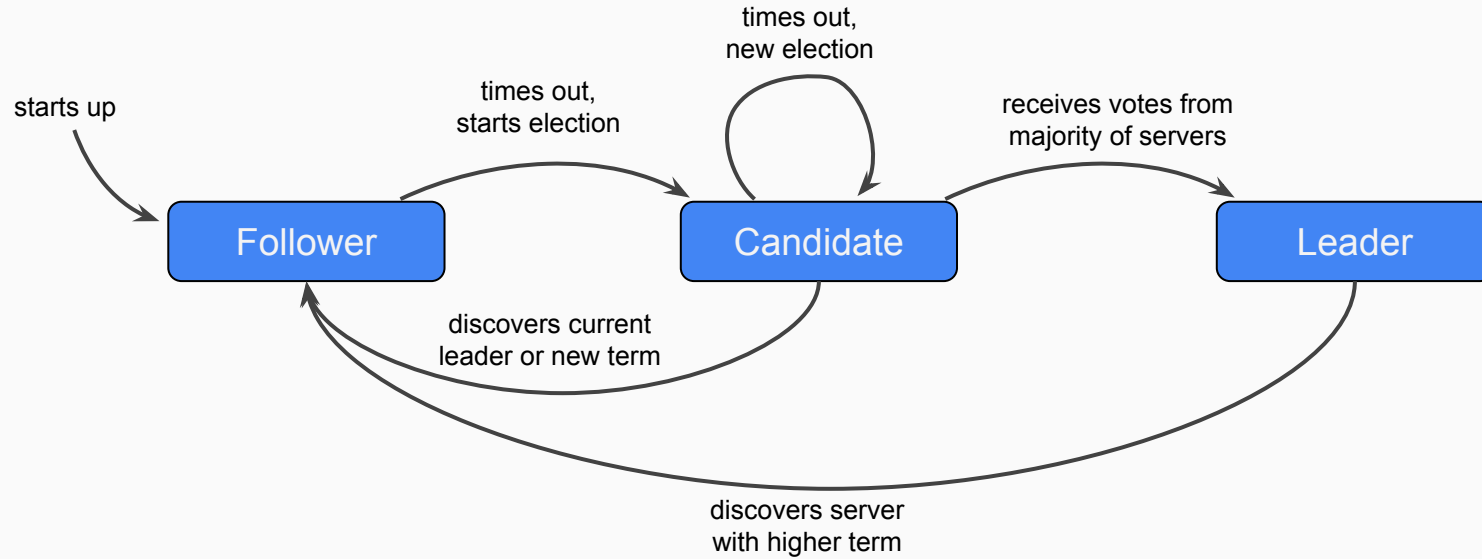 times out,
new election
starts up
times out,
starts election
receives votes from
majority of servers
Follower
Candidate
Leader
discovers current
leader or new term
discovers server
with higher term